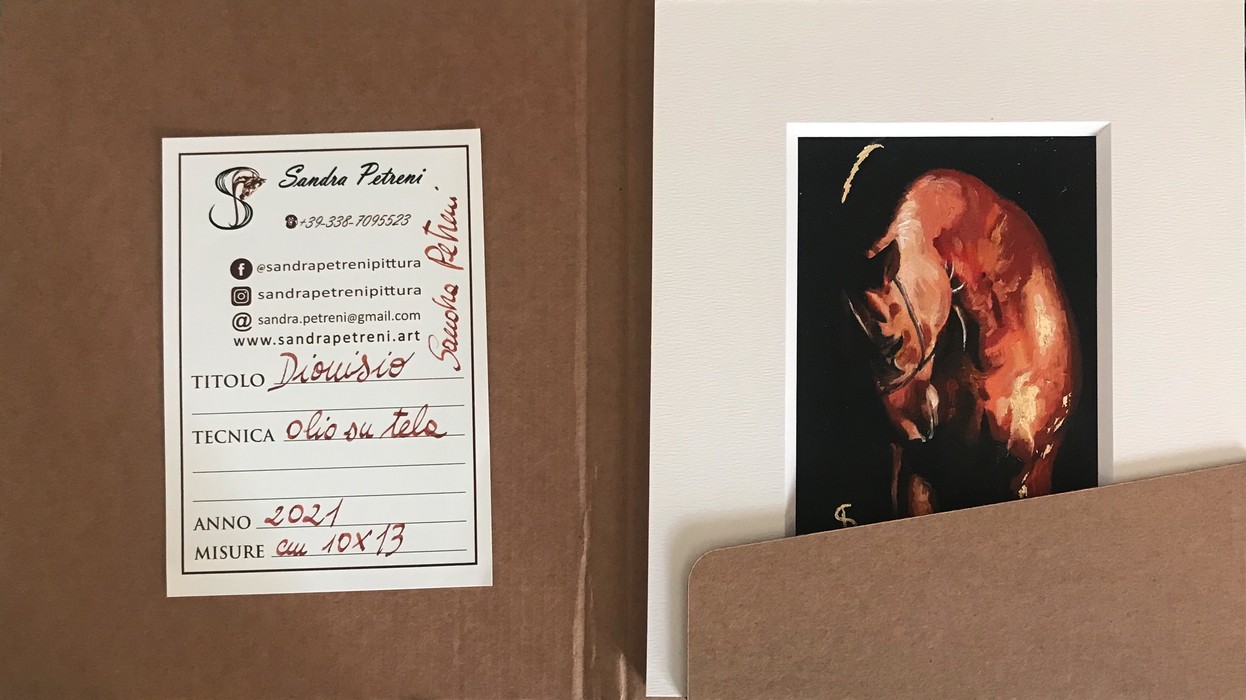 Sandra Petreni
+39-338-7095523
@sandrapetrenipittura
sandrapetrenipittura
@ sandra.petreni@gmail.com
www.sandrapetreni.art
Sandra Petreni
TITOLO Dionisio
TECNICA olio su tela
ANNO 2021
MISURE cm 10x13